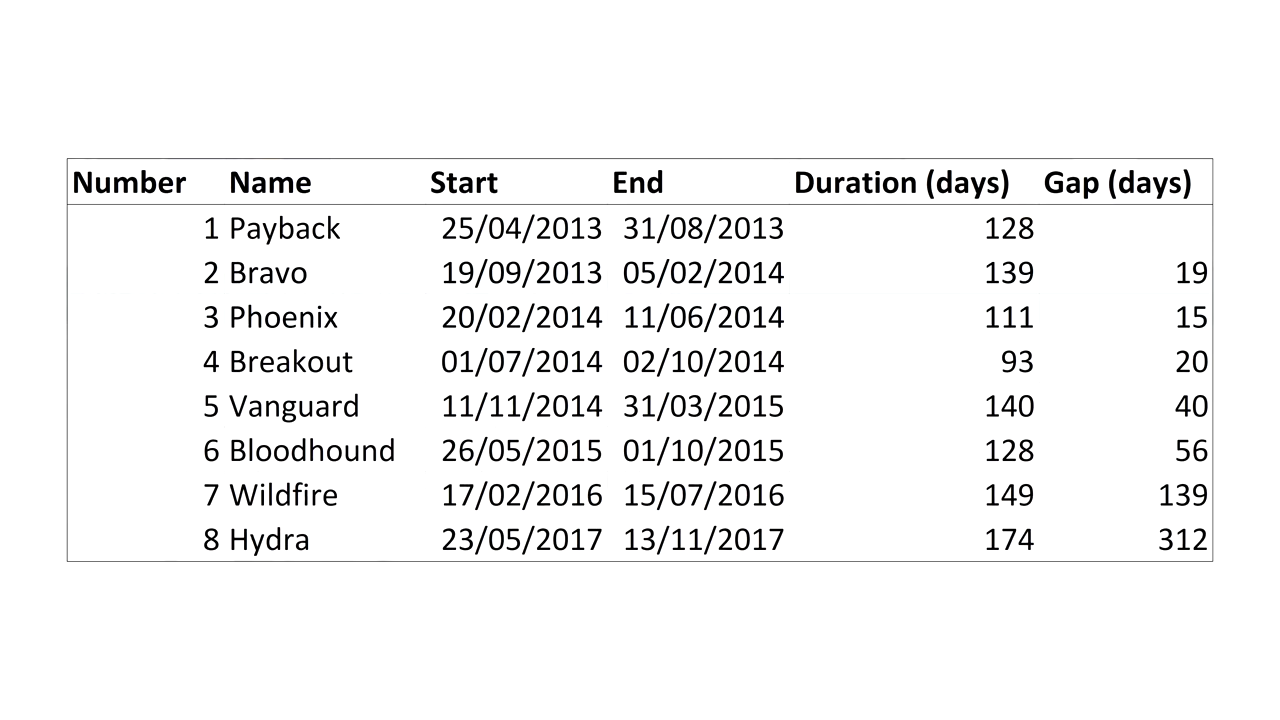 Number Name Start End Duration (days) Gap (days)
1 Payback 25/04/2013 31/08/2013 128
2 Bravo 19/09/2013 05/02/2014 139 19
3 Phoenix 20/02/2014 11/06/2014 111 15
4 Breakout 01/07/2014 02/10/2014 93 20
5 Vanguard 11/11/2014 31/03/2015 140 40
6 Bloodhound 26/05/2015 01/10/2015 128 56
7 Wildfire 17/02/2016 15/07/2016 149 139
8 Hydra 23/05/2017 13/11/2017 174 312